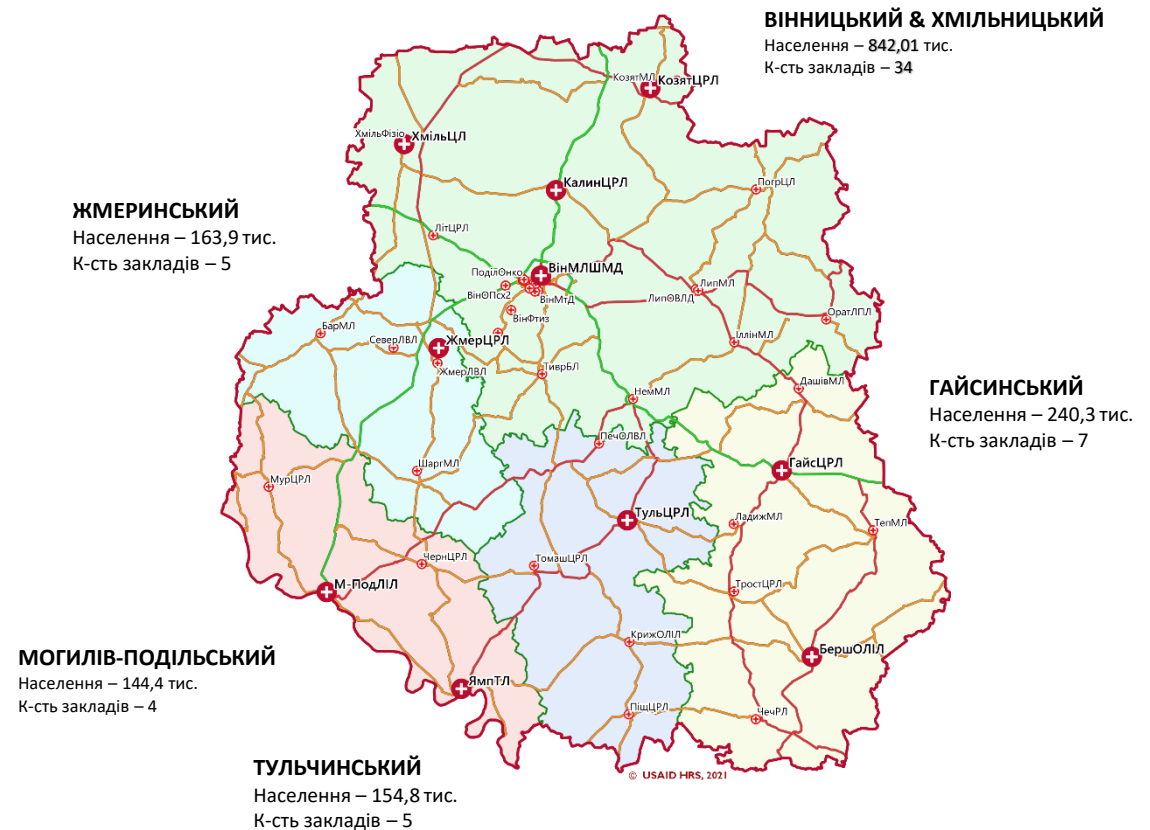 ВІННИЦЬКИЙ & ХМІЛЬНИЦЬКИЙ
Населення – 842,01 тис.
К-сть закладів – 34
КозятМЛ
КозятЦРЛ
ХмільФізіо
ХмільЦЛ
КалинЦРЛ
ПогрЦЛ
ЖМЕРИНСЬКИЙ
Населення – 163,9 тис.
К-сть закладів – 5
ЛітЦРЛ
ПоділОнко
ВінМЛШМД
ВінОПсх2
ВінМтД
ЛипМЛ
ЛипОВЛД
ВінФтиз
ОратЛПЛ
БарМЛ
СеверЛВЛ
ЖмерЦРЛ
ІллінМЛ
ЖмерЛВЛ
ТиврБЛ
ДашівМЛ
НемМЛ
ГАЙСИНСЬКИЙ
Населення – 240,3 тис.
К-сть закладів – 7
ПечОЛВЛ
ШаргМЛ
ГайсЦРЛ
МурЦРЛ
ТульЦРЛ
ЛадижМЛ
ТепМЛ
ЧернЦРЛ
ТомашЦРЛ
М-ПодЛІЛ
ТростЦРЛ
КрижОЛІЛ
БершОЛІЛ
МОГИЛІВ-ПОДІЛЬСЬКИЙ
Населення – 144,4 тис.
К-сть закладів – 4
ЯмпТЛ
ПіщЦРЛ
ЧечРЛ
ТУЛЬЧИНСЬКИЙ
Населення – 154,8 тис.
К-сть закладів – 5
© USAID HRS, 2021